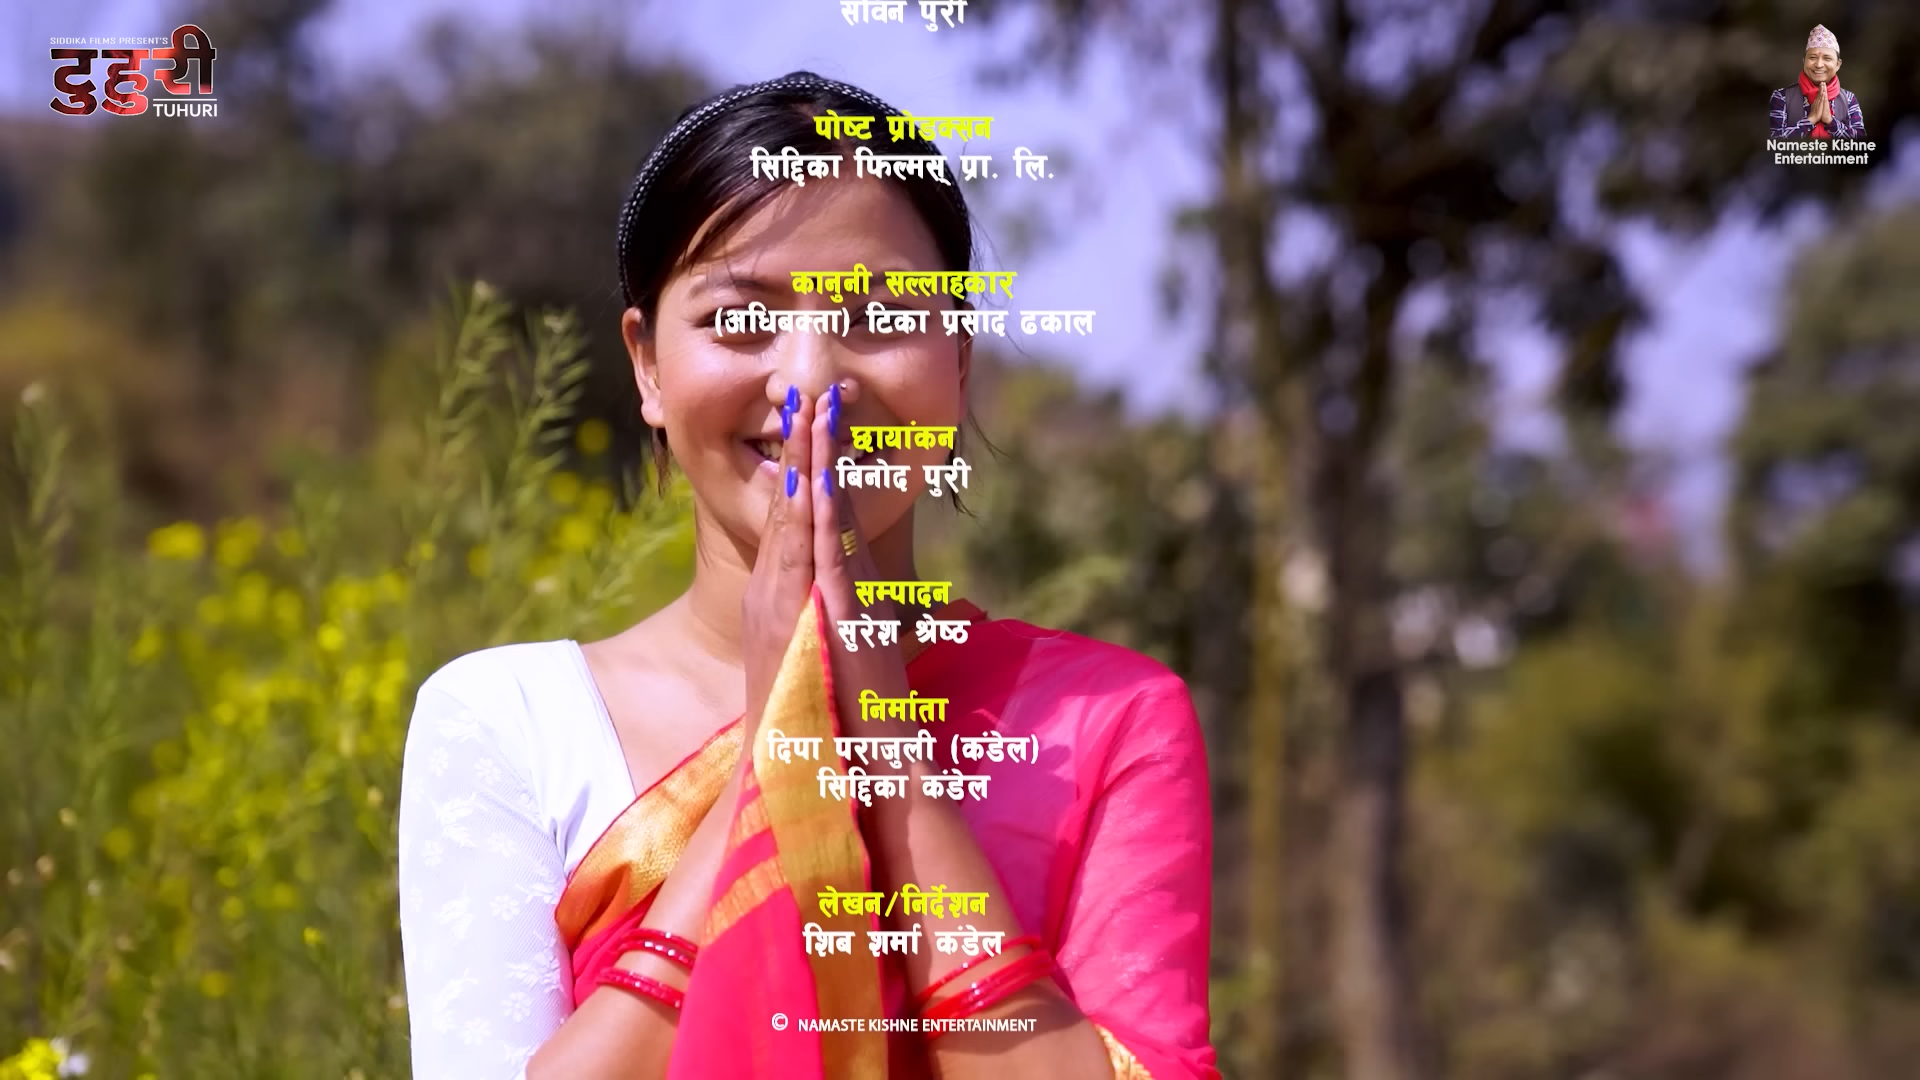 SIDDIKA FILMS PRESENT'S
टुहुरी
TUHURI
Nameste Kishne
Entertainment
पुरी
पोष्ट प्रोडक्सन
सिद्दिका फिल्मस् प्रा. लि.
कानुनी सल्लाहकार
(अधिबक्ता) टिका प्रसाद ढकाल
छायांकन
बिनोद पुरी
सम्पादन
सुरेश श्रेष्ठ
निर्माता
दिपा पराजुली (कंडेल)
सिद्दिका कंडेल
लेखन/निर्देशन
शिब शर्मा कंडेल
© NAMASTE KISHNE ENTERTAINMENT